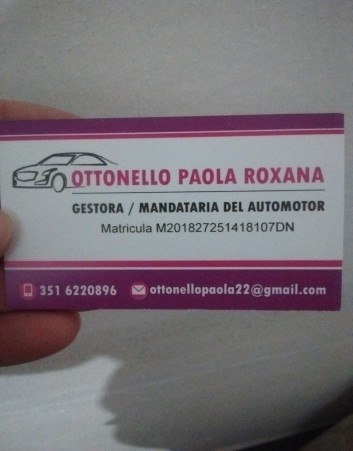 OTTONELLO PAOLA ROXANA
GESTORA / MANDATARIA DEL AUTOMOTOR
Matricula M201827251418107DN
351 6220896 ottonellopaola22@gmail.com